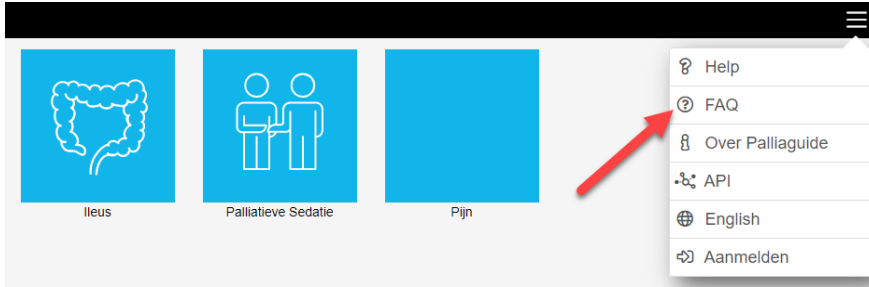 Ileus
Palliatieve Sedatie
Pijn
Help
FAQ
Over Palliaguide
API
English
Aanmelden